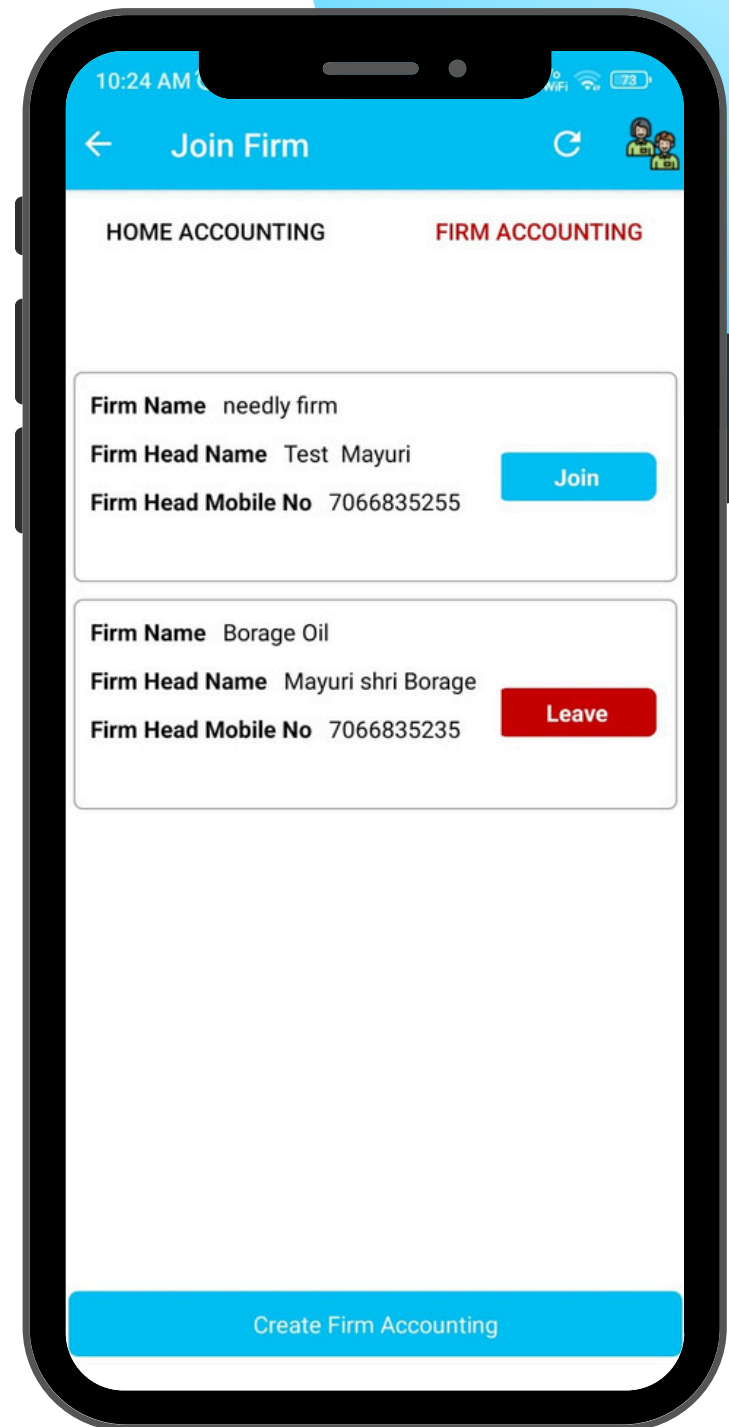 10:24 AM
WiFi 73
Join Firm
HOME ACCOUNTING FIRM ACCOUNTING
Firm Name needly firm
Firm Head Name Test Mayuri
Join
Firm Head Mobile No 7066835255
Firm Name Borage Oil
Firm Head Name Mayuri shri Borage
Leave
Firm Head Mobile No 7066835235
Create Firm Accounting